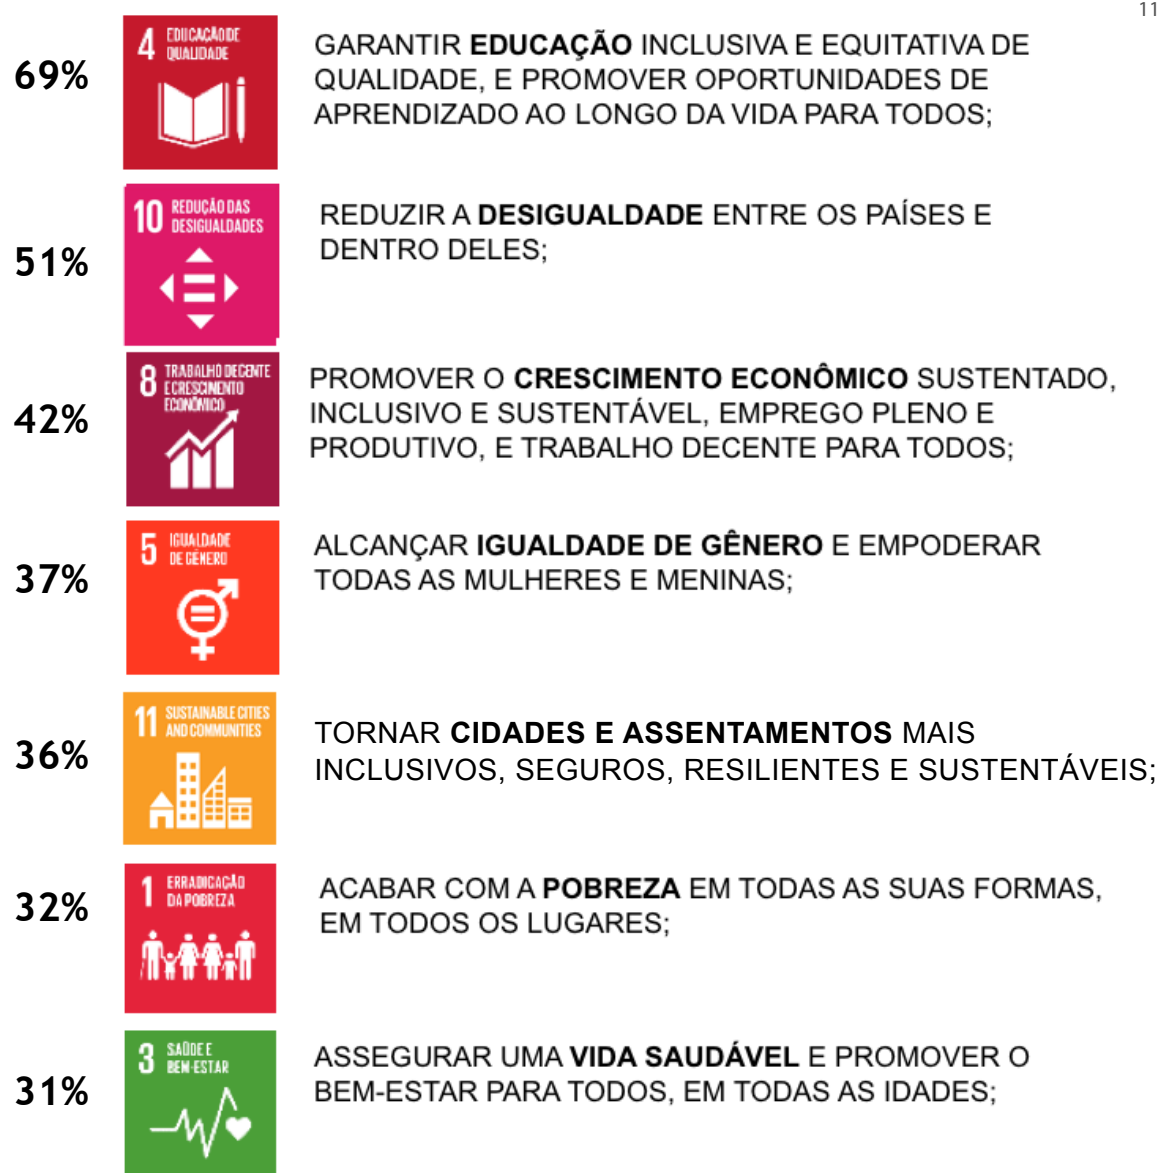 11
69%
4 EDUCAÇÃO DE
QUALIDADE
GARANTIR EDUCAÇÃO INCLUSIVA E EQUITATIVA DE
QUALIDADE, E PROMOVER OPORTUNIDADES DE
APRENDIZADO AO LONGO DA VIDA PARA TODOS;
51%
10 REDUÇÃO DAS
DESIGUALDADES
REDUZIR A DESIGUALDADE ENTRE OS PAÍSES E
DENTRO DELES;
42%
8 TRABALHO DECENTE
E CRESCIMENTO
ECONÔMICO
PROMOVER O CRESCIMENTO ECONÔMICO SUSTENTADO,
INCLUSIVO E SUSTENTÁVEL, EMPREGO PLENO E
PRODUTIVO, E TRABALHO DECENTE PARA TODOS;
37%
5 IGUALDADE
DE GÊNERO
ALCANÇAR IGUALDADE DE GÊNERO E EMPODERAR
TODAS AS MULHERES E MENINAS;
36%
11 SUSTAINABLE CITIES
AND COMMUNITIES
TORNAR CIDADES E ASSENTAMENTOS MAIS
INCLUSIVOS, SEGUROS, RESILIENTES E SUSTENTÁVEIS;
32%
1 ERRADICAÇÃO
DA POBREZA
ACABAR COM A POBREZA EM TODAS AS SUAS FORMAS,
EM TODOS OS LUGARES;
31%
3 SAÚDE E
BEM-ESTAR
ASSEGURAR UMA VIDA SAUDÁVEL E PROMOVER O
BEM-ESTAR PARA TODOS, EM TODAS AS IDADES;